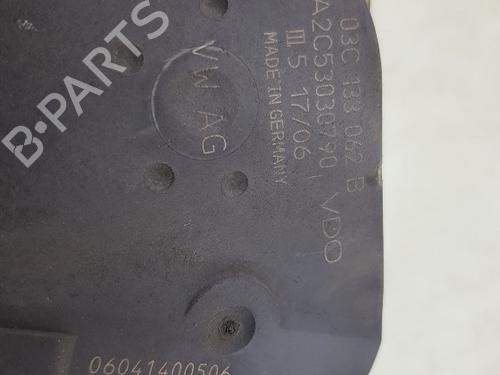 03C 133 062 B
A2C53030790
VDO
III 5 17/06
MADE IN GERMANY
VW AG
06041400506
B-PARTS